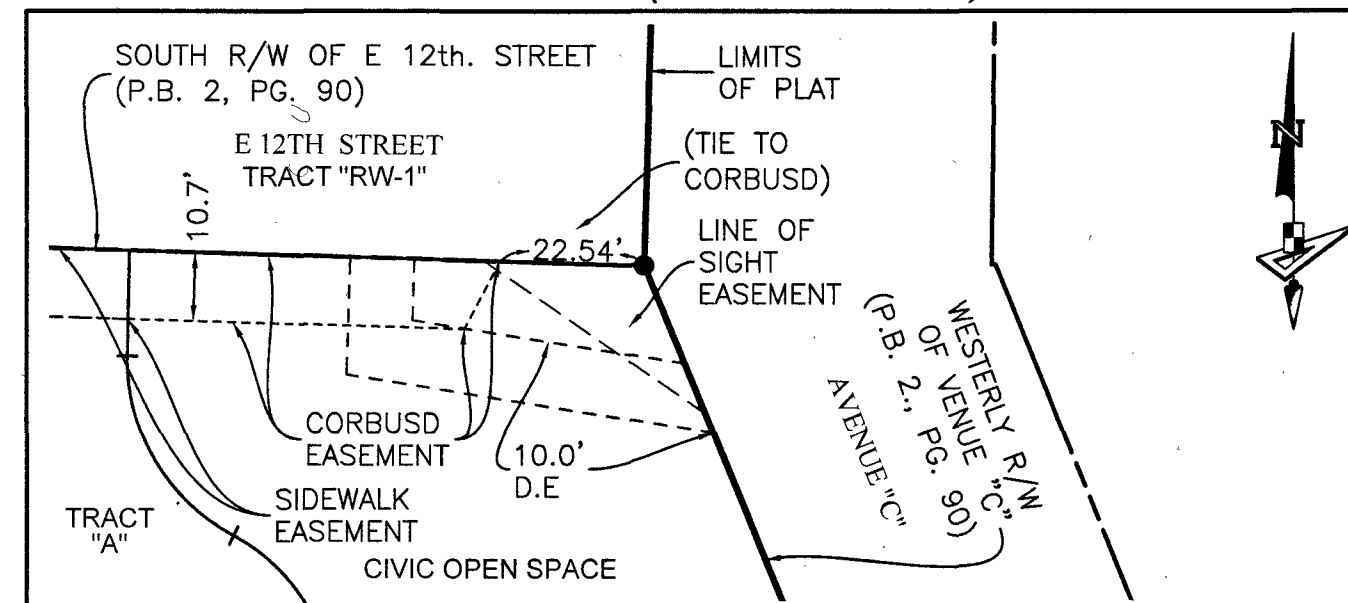 SOUTH R/W OF E 12th. STREET
(P.B. 2, PG. 90)
E 12TH STREET
TRACT "RW-1"
10.7'
LIMITS
OF PLAT
(TIE TO
CORBUSD)
22.54'
LINE OF
SIGHT
EASEMENT
N
WESTERLY R/W
OF VENUE "C"
(P.B. 2., PG. 90)
AVENUE "C"
CORBUSD
EASEMENT
10.0'
D.E
SIDEWALK
EASEMENT
TRACT
"A"
CIVIC OPEN SPACE